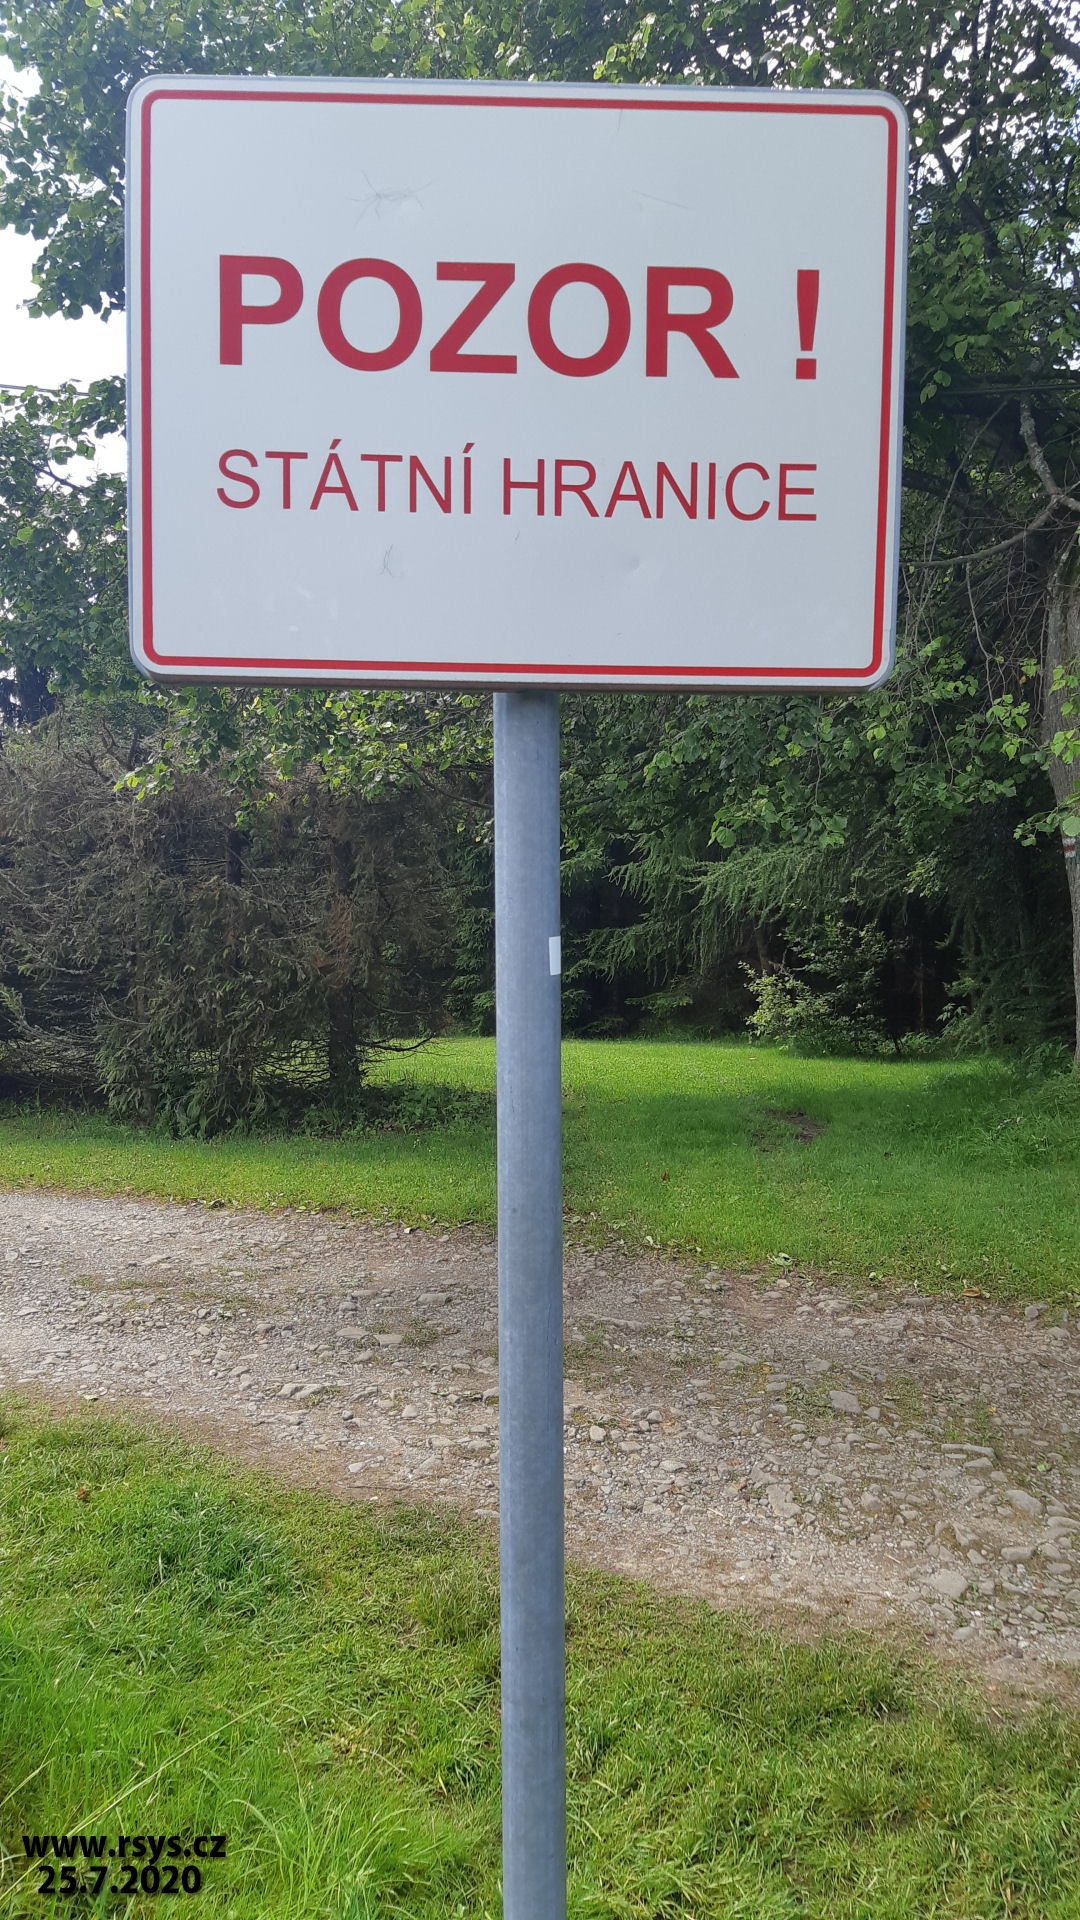 POZOR !
STÁTNÍ HRANICE
www.rsys.cz
25.7.2020